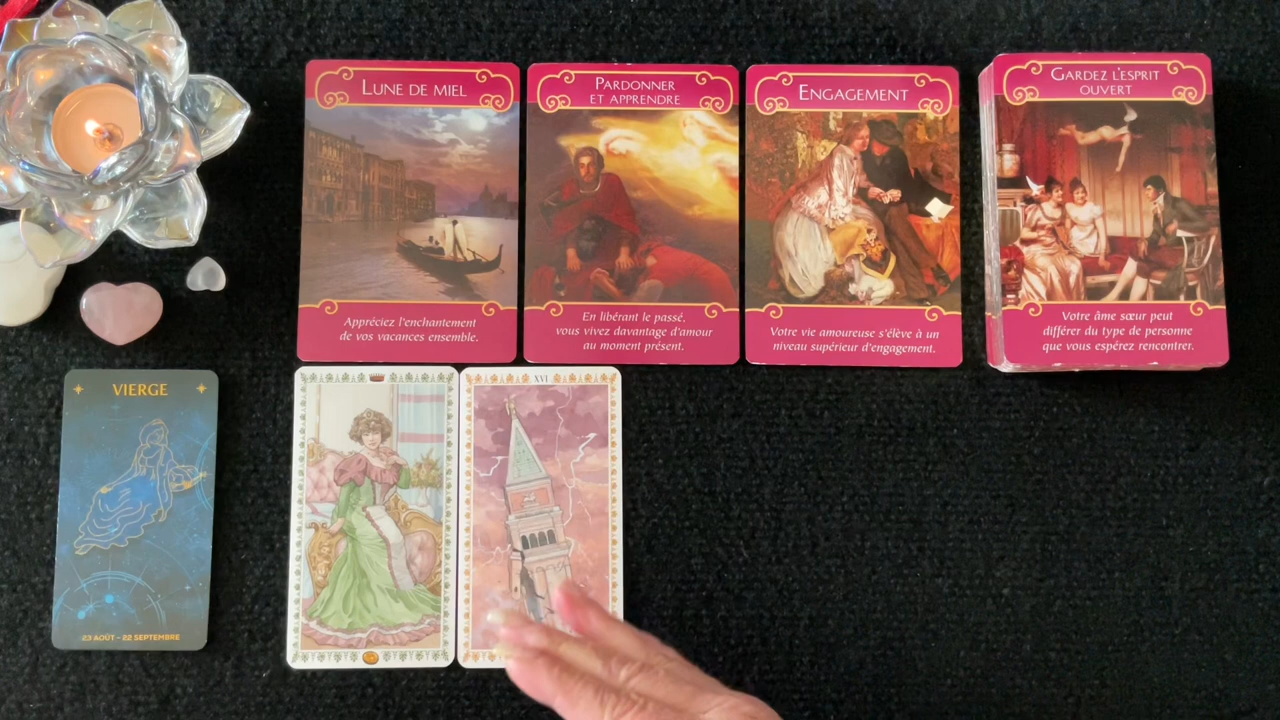 LUNE DE MIEL
Appréciez l'enchantement
de vos vacances ensemble.
PARDONNER
ET APPRENDRE
En libérant le passé,
vous vivez davantage d'amour
au moment présent.
ENGAGEMENT
Votre vie amoureuse s'élève à un
niveau supérieur d'engagement.
GARDEZ L'ESPRIT
OUVERT
Votre âme sœur peut
différer du type de personne
que vous espérez rencontrer.
VIERGE
23 AOÛT - 22 SEPTEMBRE
XVI